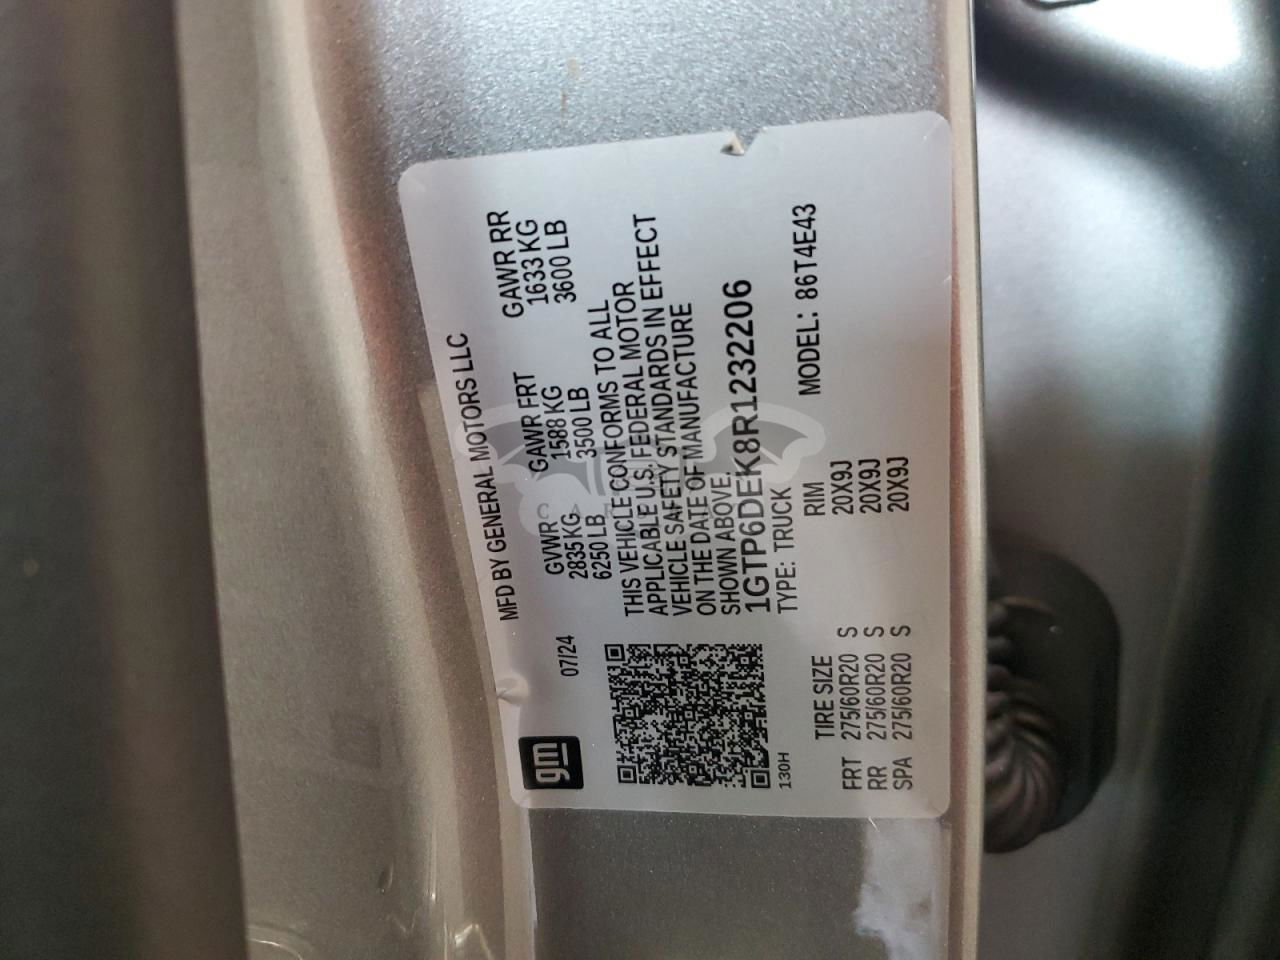 MFD BY GENERAL MOTORS LLC
gm
07/24
GVWR GAWR FRT GAWR RR
2835 KG 1588 KG 1633 KG
6250 LB 3500 LB 3600 LB
THIS VEHICLE CONFORMS TO ALL
APPLICABLE U.S. FEDERAL MOTOR
VEHICLE SAFETY STANDARDS IN EFFECT
ON THE DATE OF MANUFACTURE
SHOWN ABOVE.
1GTP6DEK8R1232206
TYPE: TRUCK MODEL: 86T4E43
130H
TIRE SIZE RIM
FRT 275/60R20 S 20X9J
RR 275/60R20 S 20X9J
SPA 275/60R20 S 20X9J